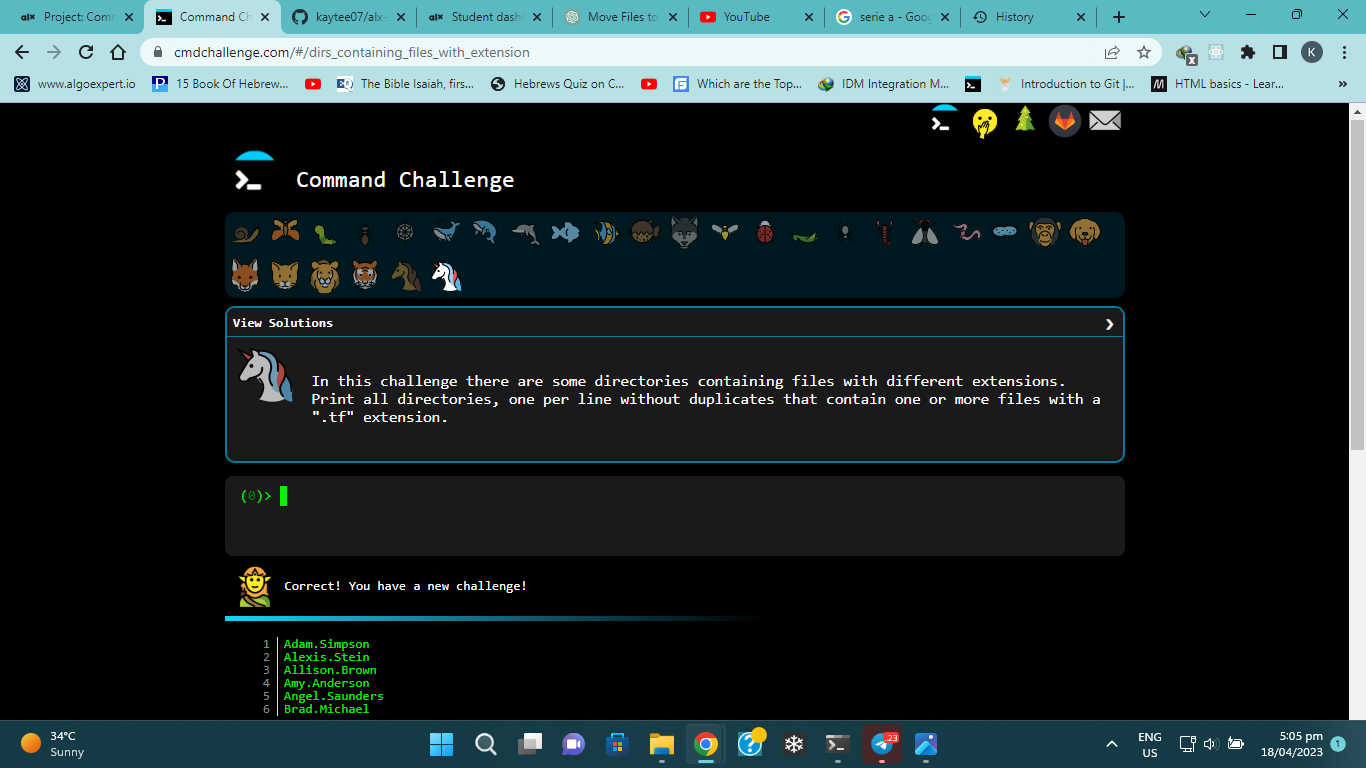 Project: Com
Command Ch
kaytee07/alx-
Student dash
Move Files to
YouTube
serie a - Goo
History
cmdchallenge.com/#/dirs_containing_files_with_extension
K
www.algoexpert.io
15 Book Of Hebrew...
The Bible Isaiah, firs...
Hebrews Quiz on C...
Which are the Top...
IDM Integration M...
Introduction to Git |...
HTML basics - Lear...
Command Challenge
View Solutions
In this challenge there are some directories containing files with different extensions.
Print all directories, one per line without duplicates that contain one or more files with a
".tf" extension.
(0)>
Correct! You have a new challenge!
1 Adam.Simpson
2 Alexis.Stein
3 Allison.Brown
4 Amy.Anderson
5 Angel.Saunders
6 Brad.Michael
34°C
Sunny
23
ENG
US
5:05 pm
18/04/2023
1